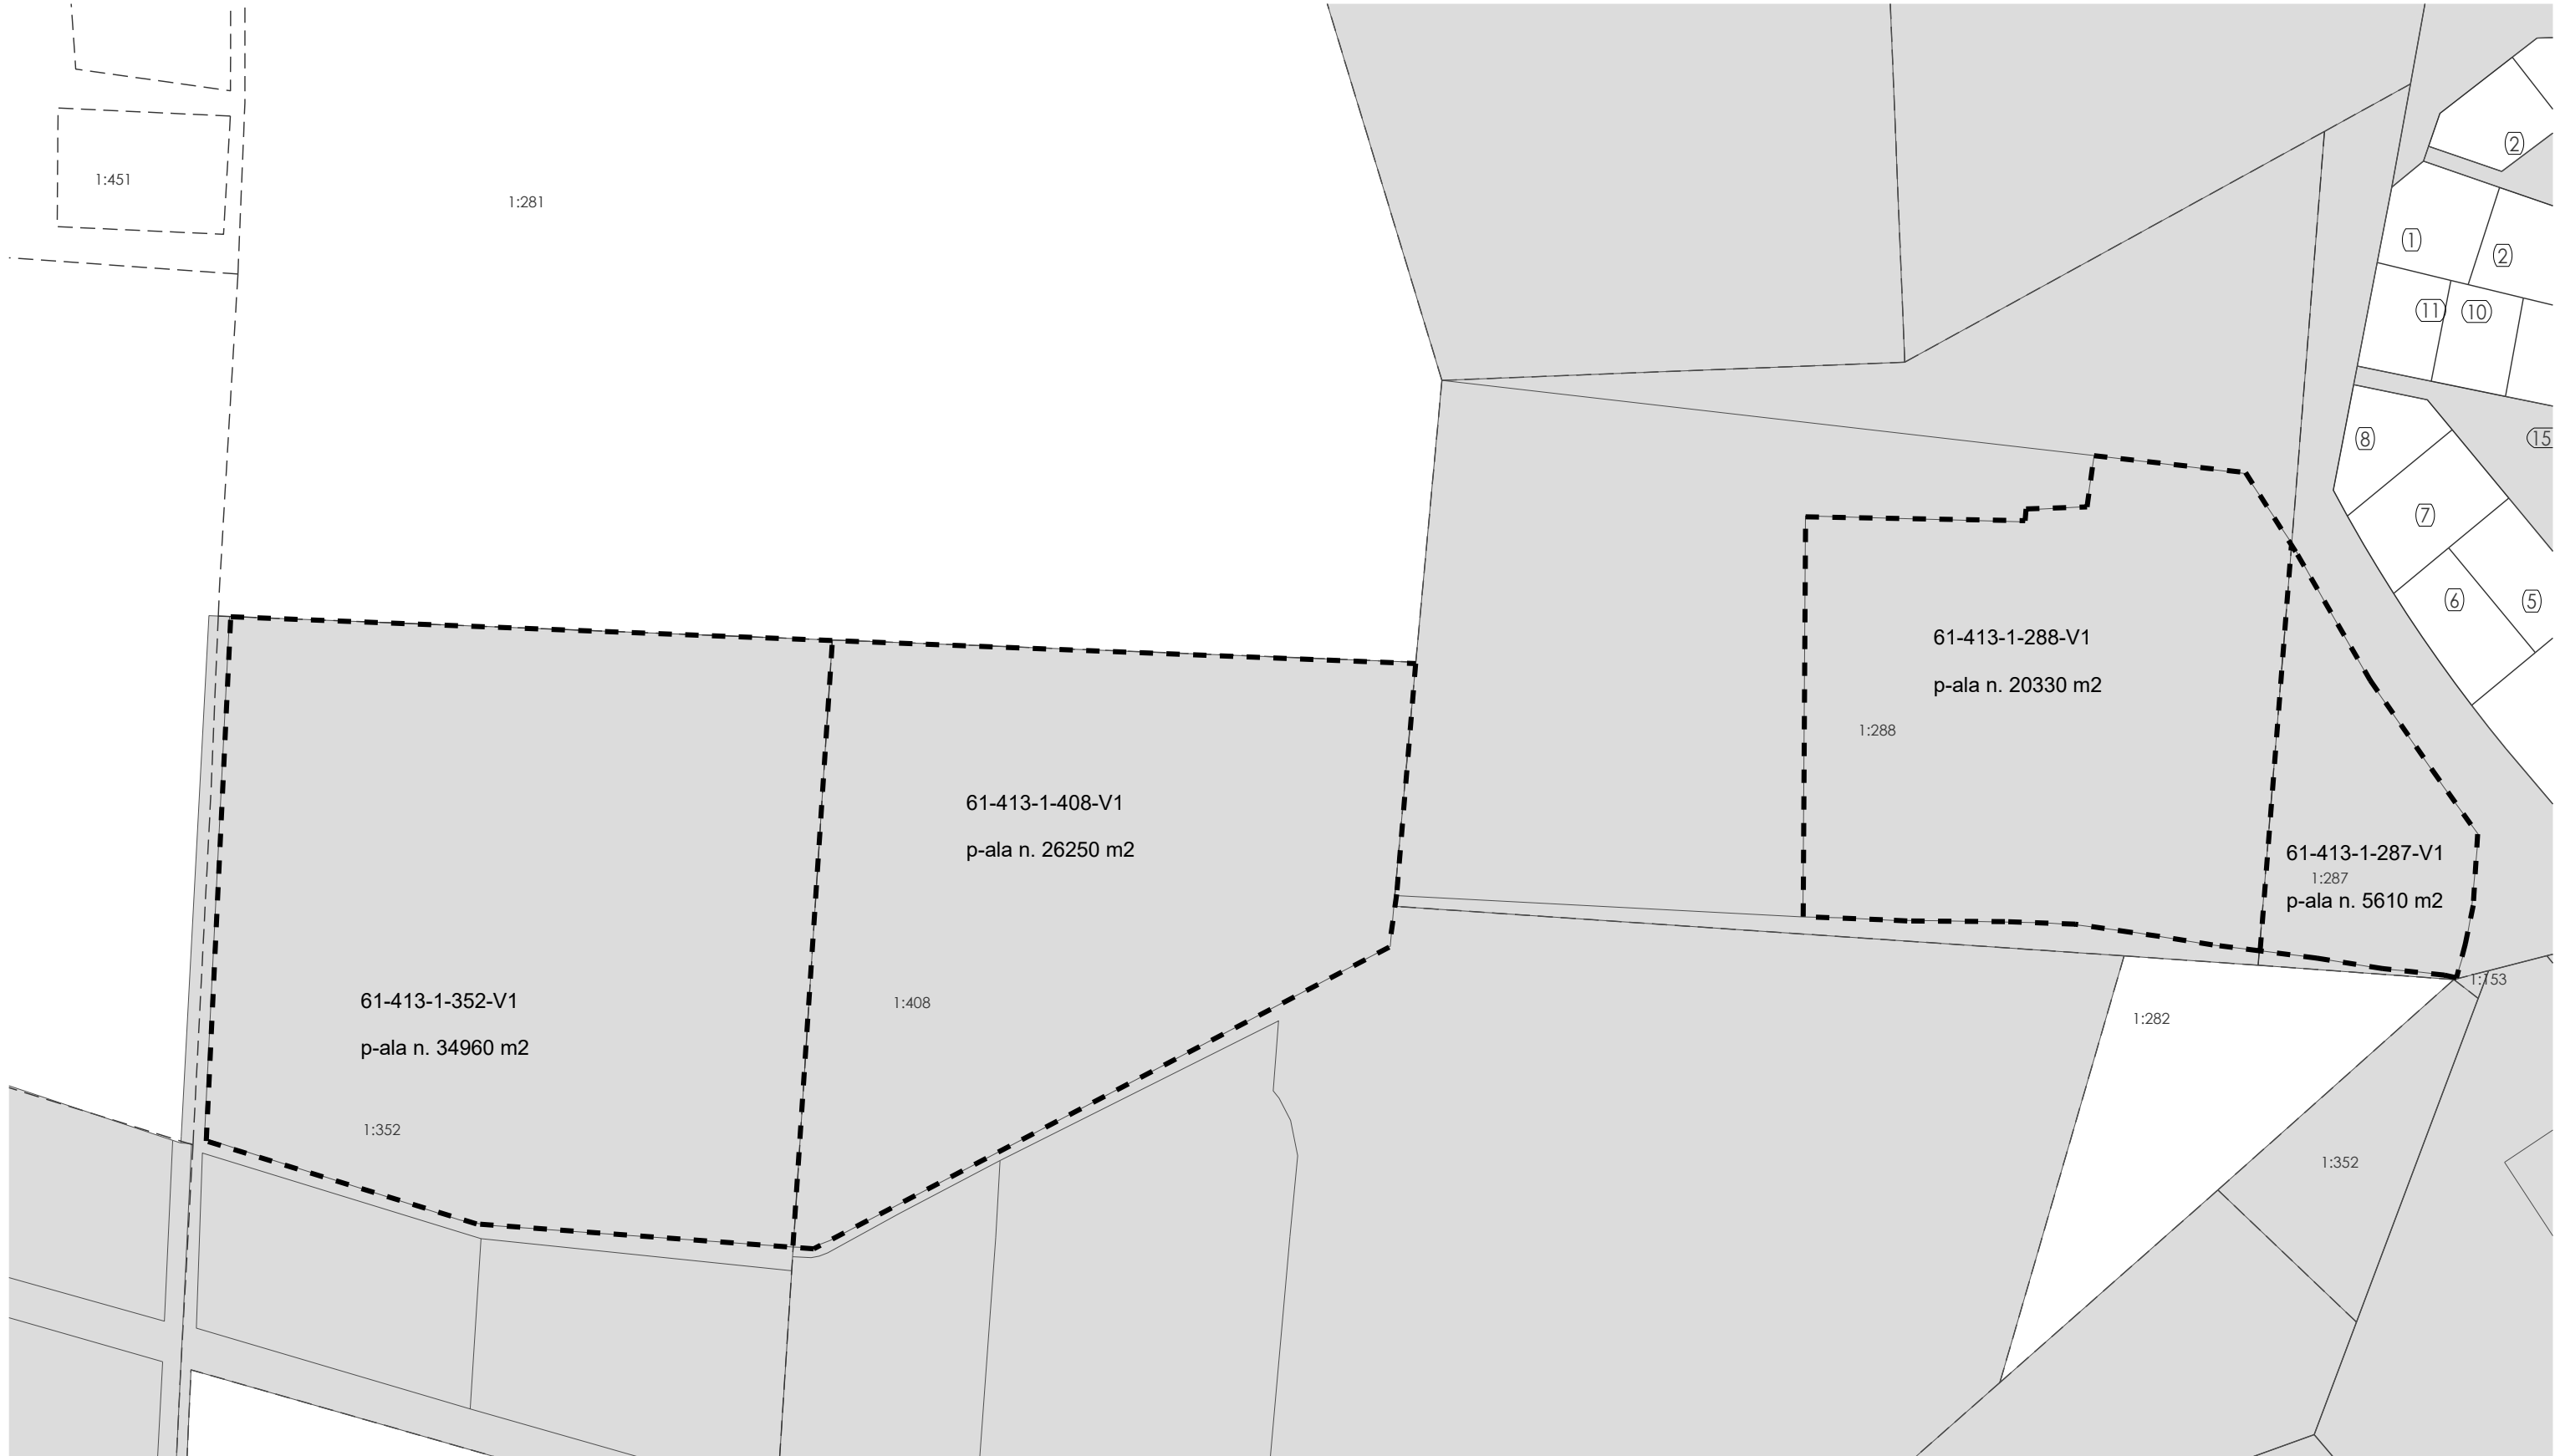 (2)
1:451
1:281
(1)
(2)
(11)
(10)
(8)
(15
(7)
(6)
(5)
61-413-1-288-V1
p-ala n. 20330 m2
1:288
61-413-1-408-V1
p-ala n. 26250 m2
61-413-1-287-V1
1:287
p-ala n. 5610 m2
1:153
61-413-1-352-V1
p-ala n. 34960 m2
1:408
1:282
1:352
1:352